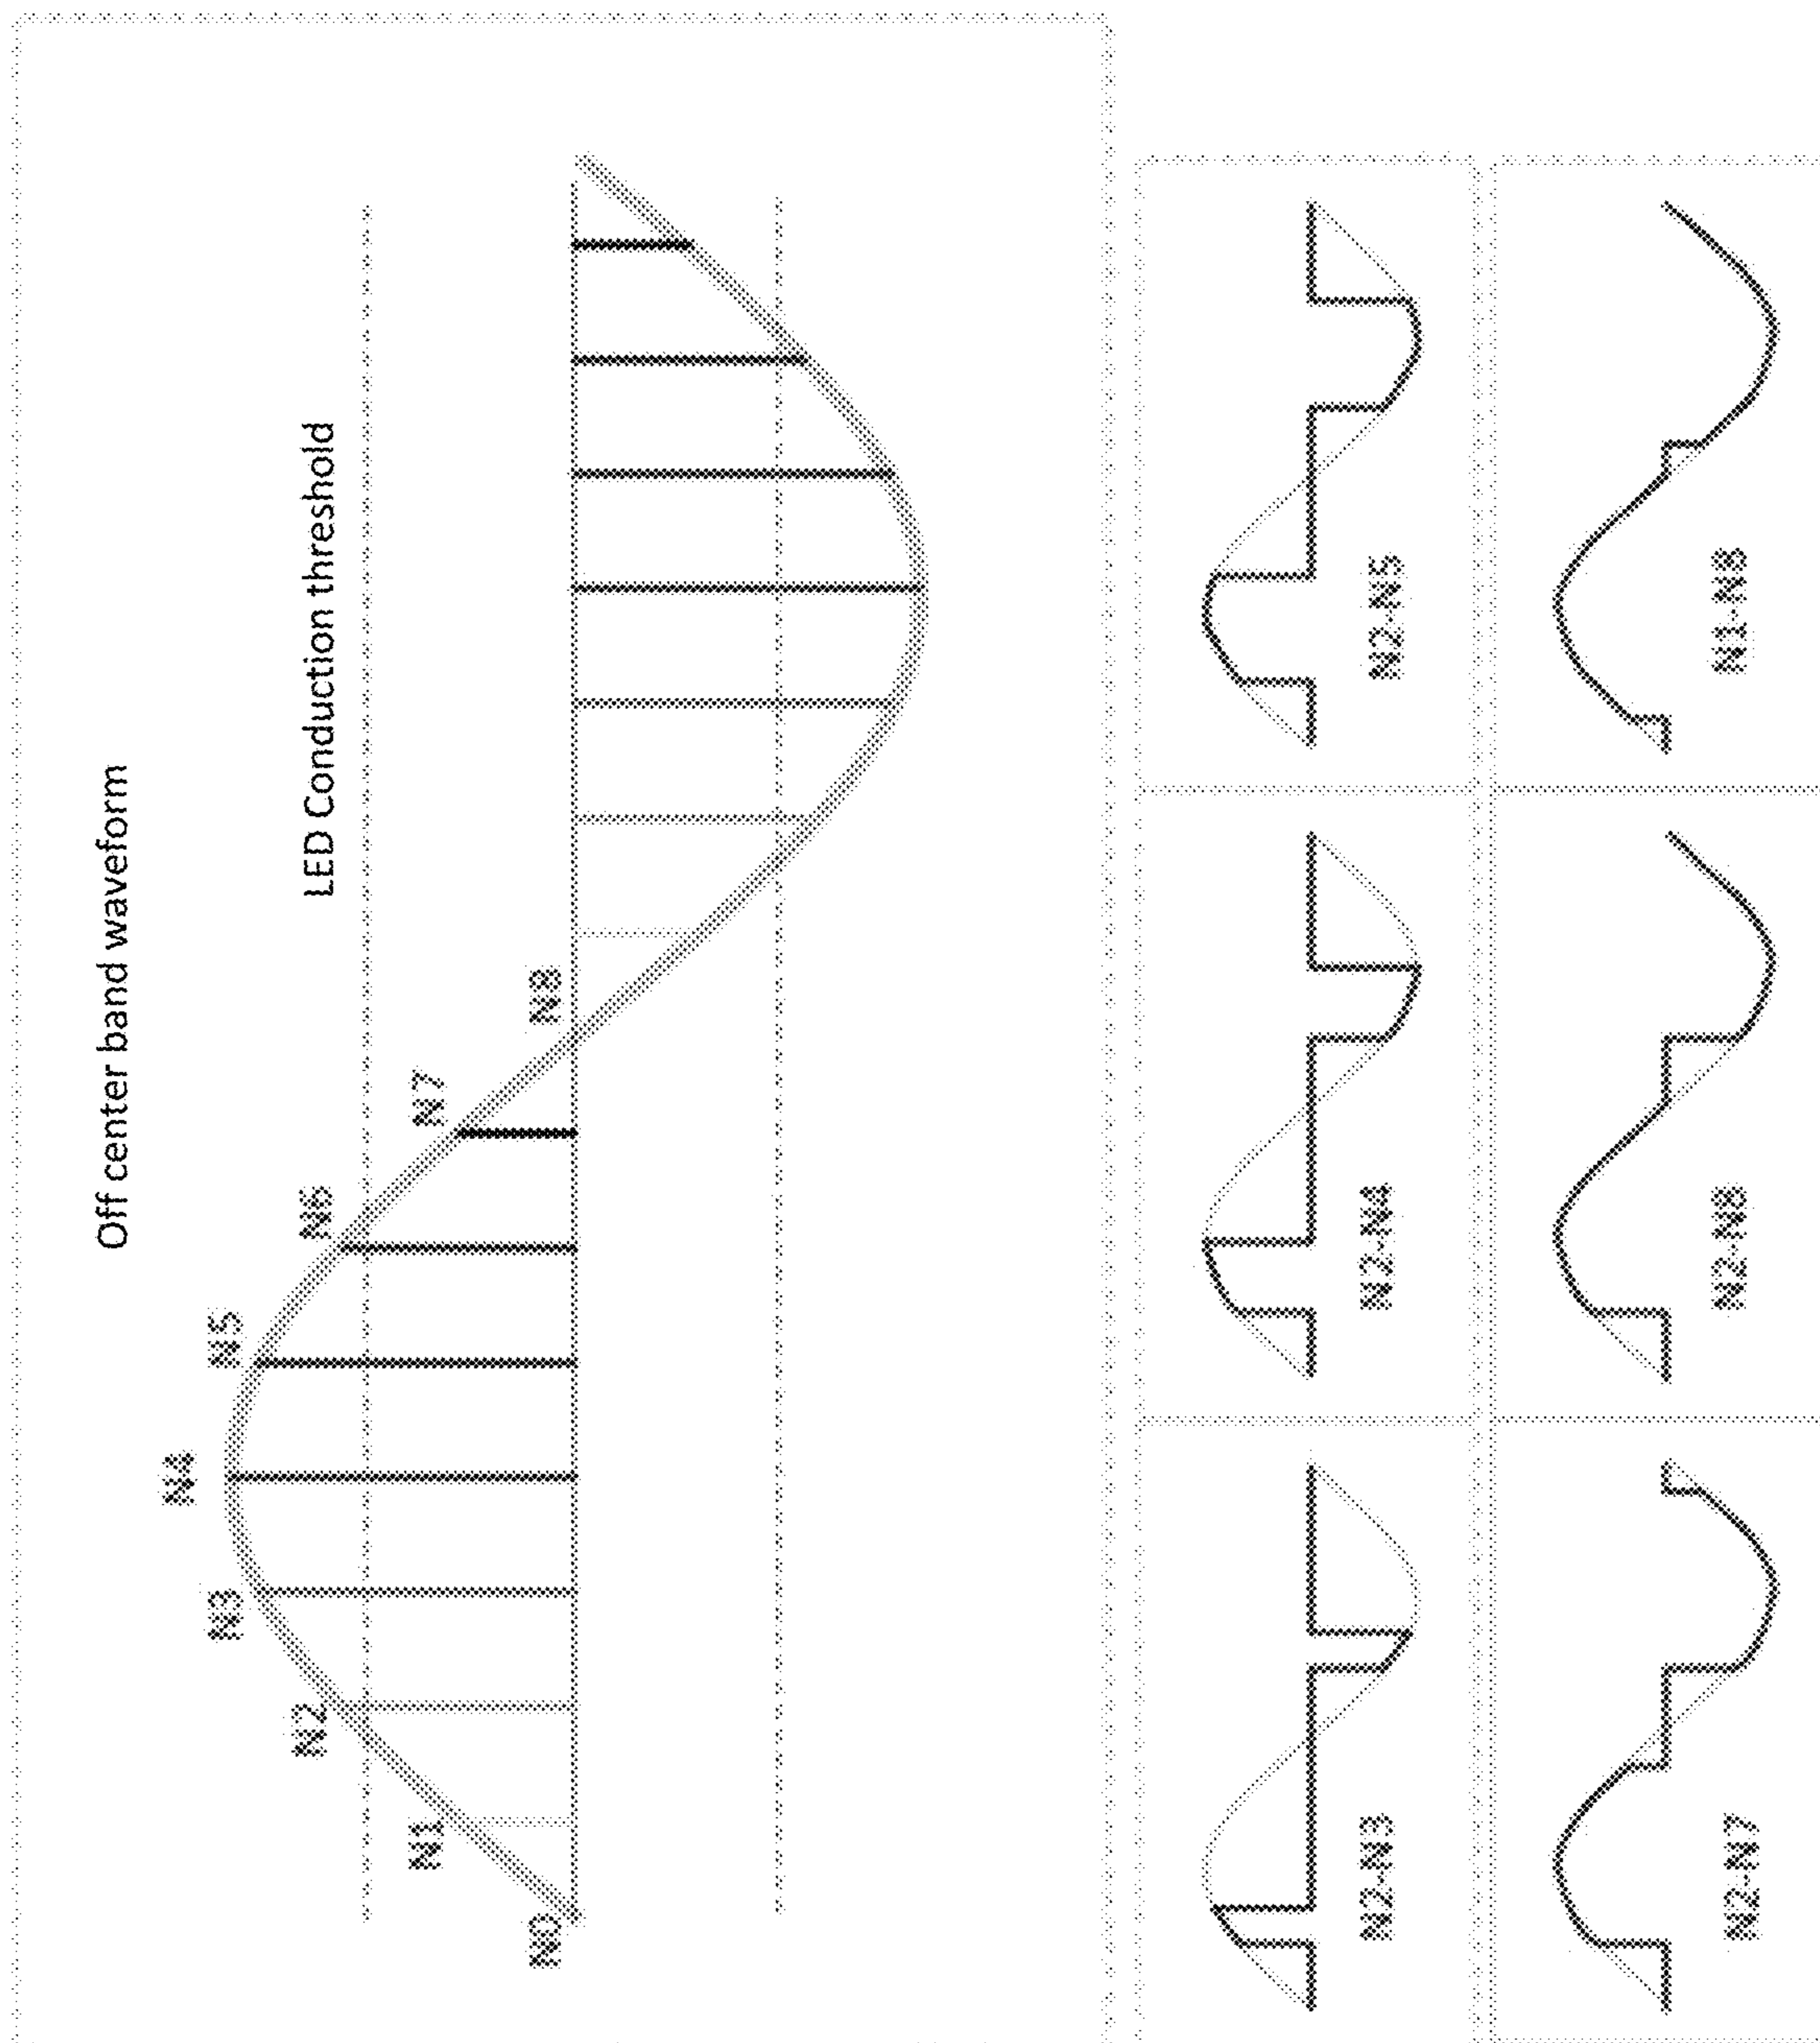 Off center band waveform
LED Conduction threshold
N0
N1
N2
N3
N4
N5
N6
N7
N8
N2-N3
N2-N4
N2-N5
N2-N7
N2-N8
N1-N8